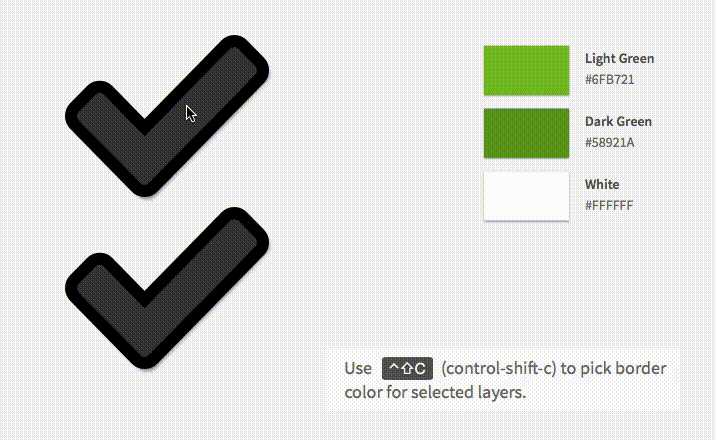 Light Green
#6FB721
Dark Green
#58921A
White
#FFFFFF
Use ⌃⇧C (control-shift-c) to pick border
color for selected layers.